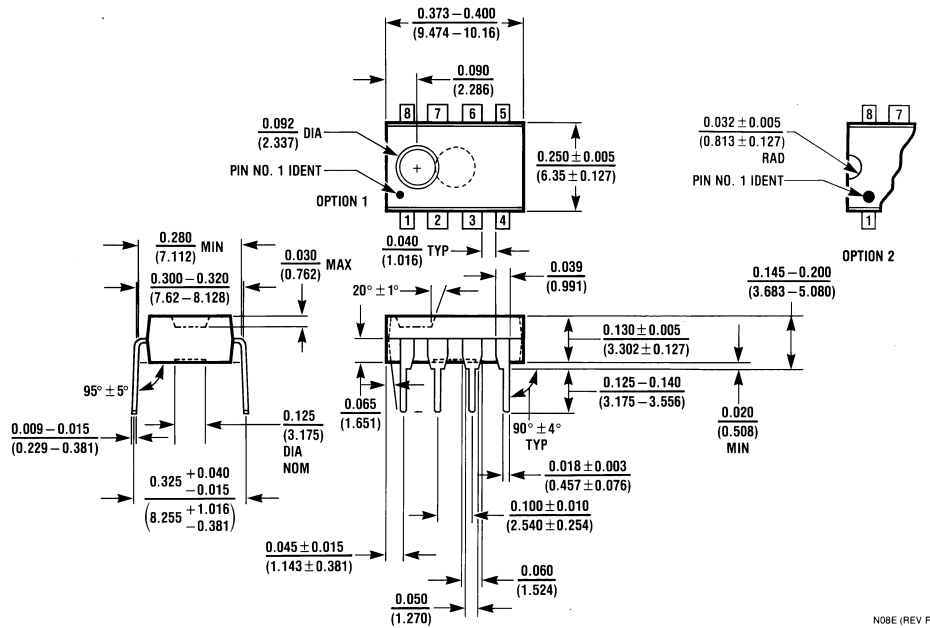 0.373–0.400
(9.474–10.16)
0.090
(2.286)
8 7 6 5
0.092 DIA
(2.337)
PIN NO. 1 IDENT
OPTION 1
0.250 ± 0.005
(6.35 ± 0.127)
1 2 3 4
8 7
0.032 ± 0.005
(0.813 ± 0.127)
RAD
PIN NO. 1 IDENT
1
OPTION 2
0.280 MIN
(7.112)
0.300–0.320
(7.62–8.128)
0.030 MAX
(0.762)
0.040 TYP
(1.016)
0.039
(0.991)
20° ± 1°
0.145–0.200
(3.683–5.080)
0.130 ± 0.005
(3.302 ± 0.127)
0.125–0.140
(3.175–3.556)
0.020
(0.508)
MIN
95° ± 5°
0.009–0.015
(0.229–0.381)
0.125
(3.175)
DIA
NOM
0.065
(1.651)
90° ± 4°
TYP
0.018 ± 0.003
(0.457 ± 0.076)
0.325 +0.040
−0.015
(8.255 +1.016
−0.381)
0.100 ± 0.010
(2.540 ± 0.254)
0.045 ± 0.015
(1.143 ± 0.381)
0.060
(1.524)
0.050
(1.270)
N08E (REV F